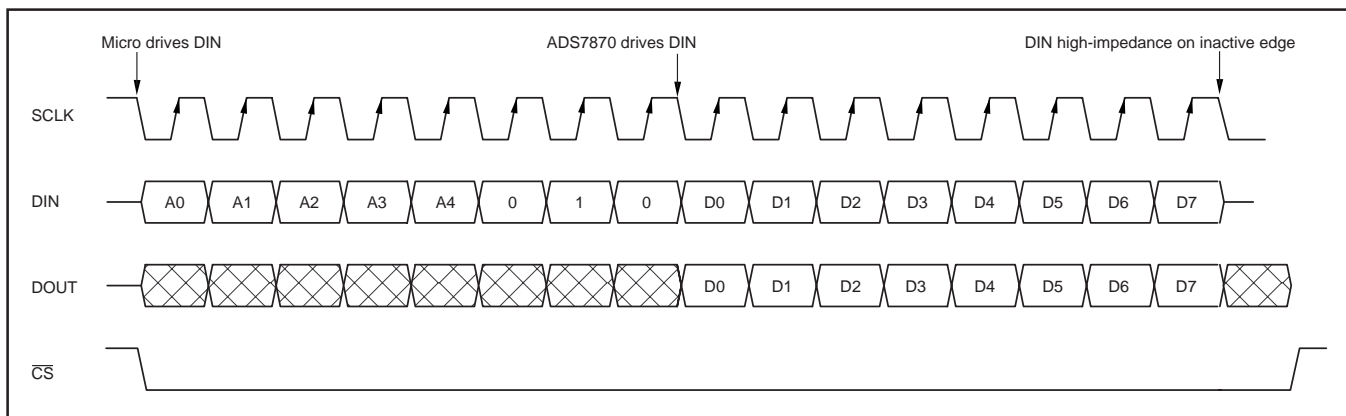 Micro drives DIN ADS7870 drives DIN DIN high-impedance on inactive edge
SCLK
DIN A0 A1 A2 A3 A4 0 1 0 D0 D1 D2 D3 D4 D5 D6 D7
DOUT D0 D1 D2 D3 D4 D5 D6 D7
C̅S̅